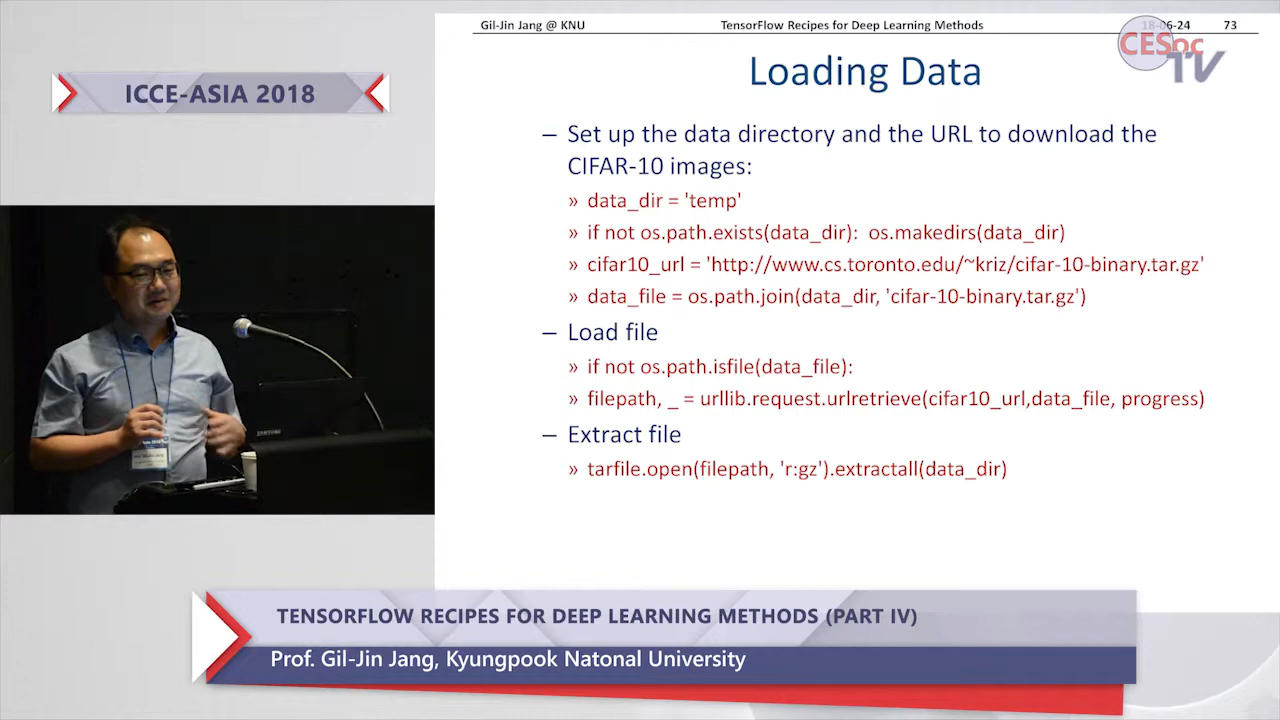 Gil-Jin Jang @ KNU
TensorFlow Recipes for Deep Learning Methods
18-06-24
73
CESoc
TV
ICCE-ASIA 2018
Loading Data
– Set up the data directory and the URL to download the
CIFAR-10 images:
» data_dir = 'temp'
» if not os.path.exists(data_dir): os.makedirs(data_dir)
» cifar10_url = 'http://www.cs.toronto.edu/~kriz/cifar-10-binary.tar.gz'
» data_file = os.path.join(data_dir, 'cifar-10-binary.tar.gz')
– Load file
» if not os.path.isfile(data_file):
» filepath, _ = urllib.request.urlretrieve(cifar10_url,data_file, progress)
– Extract file
» tarfile.open(filepath, 'r:gz').extractall(data_dir)
SAMSUNG
TENSORFLOW RECIPES FOR DEEP LEARNING METHODS (PART IV)
Prof. Gil-Jin Jang, Kyungpook Natonal University